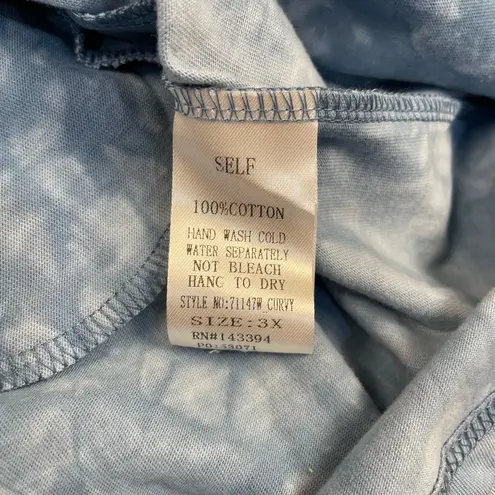 SELF
100%COTTON
HAND WASH COLD
WATER SEPARATELY
NOT BLEACH
HANG TO DRY
STYLE NO:71147W CURVY
SIZE:3X
RN#143394